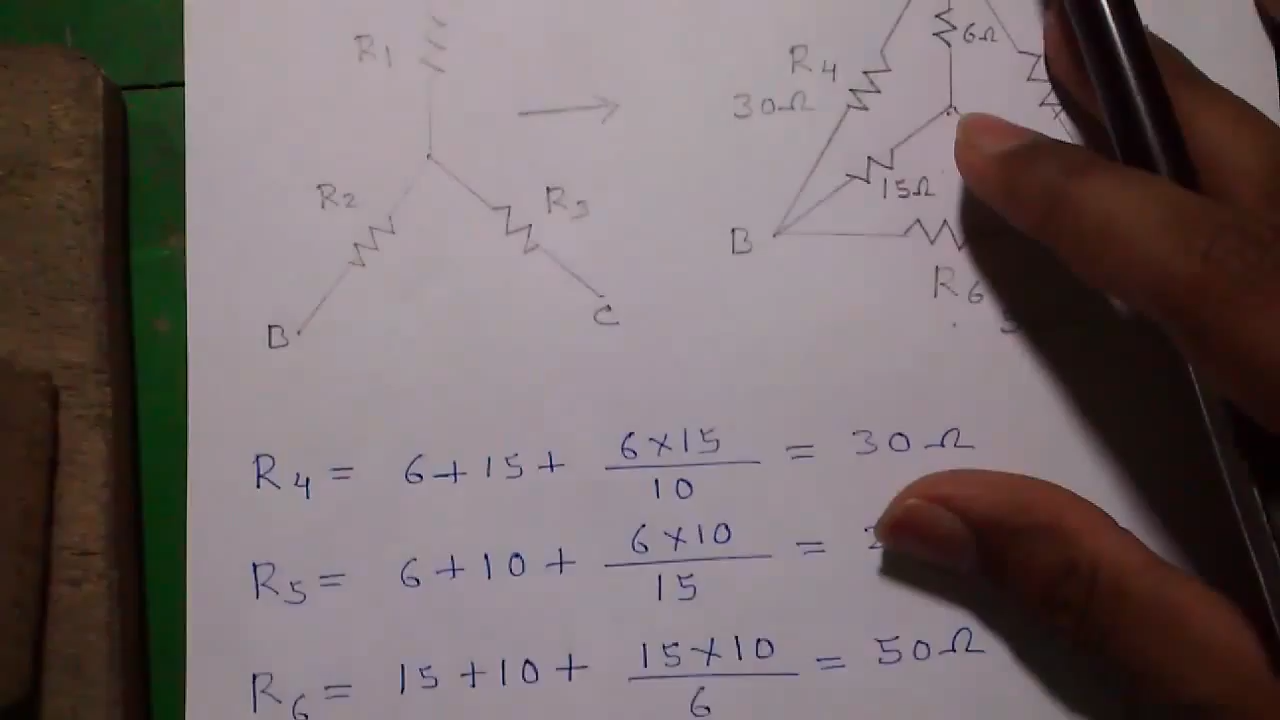 R1
R2
R3
B
C
R4
30Ω
6Ω
15Ω
B
R6
R4 = 6+15+ 6×15/10 = 30Ω
R5 = 6+10+ 6×10/15 =
R6 = 15+10+ 15×10/6 = 50Ω